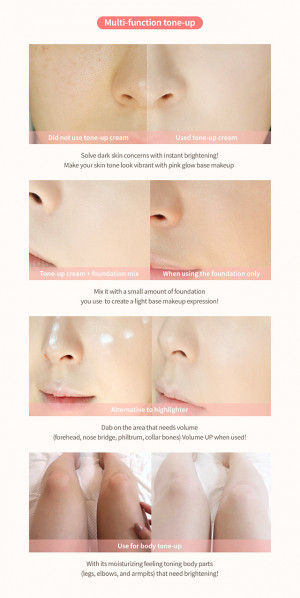 Multi-function tone-up
Did not use tone-up cream
Used tone-up cream
Solve dark skin concerns with instant brightening!
Make your skin tone look vibrant with pink glow base makeup
Tone-up cream + foundation mix
When using the foundation only
Mix it with a small amount of foundation
you use to create a light base makeup expression!
Alternative to highlighter
Dab on the area that needs volume
(forehead, nose bridge, philtrum, collar bones) Volume UP when used!
Use for body tone-up
With its moisturizing feeling toning body parts
(legs, elbows, and armpits) that need brightening!